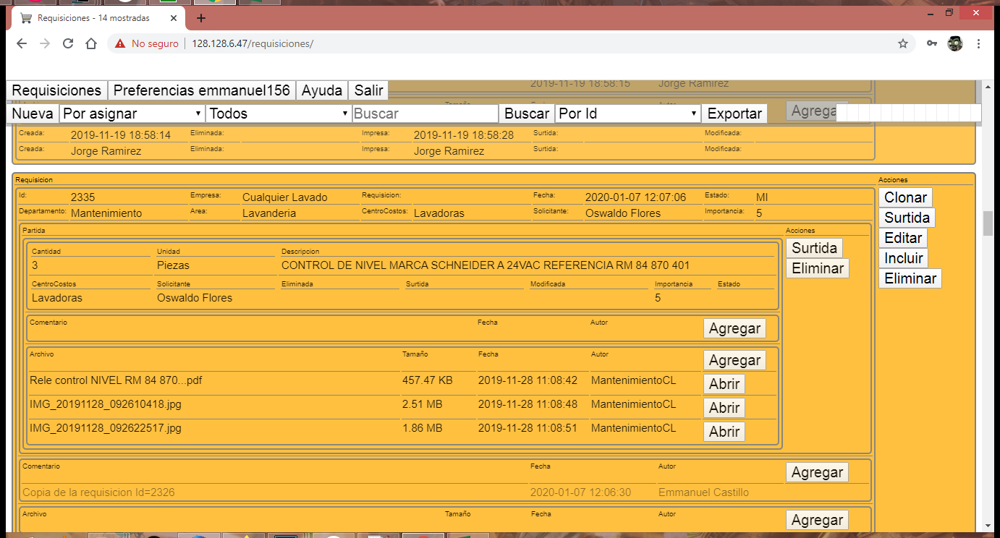 Requisiciones - 14 mostradas
No seguro 128.128.6.47/requisiciones/
2019-11-19 18:58:15 Jorge Ramirez
Requisiciones Preferencias emmanuel156 Ayuda Salir
Nueva Por asignar Todos Buscar Buscar Por Id Exportar Agrega
Creada: 2019-11-19 18:58:14 Eliminada: Impresa: 2019-11-19 18:58:28 Surtida: Modificada:
Creada: Jorge Ramirez Eliminada: Impresa: Jorge Ramirez Surtida: Modificada:
Requisicion Acciones
Id: 2335 Empresa: Cualquier Lavado Requisicion: Fecha: 2020-01-07 12:07:06 Estado: MI Clonar
Departamento: Mantenimiento Area: Lavanderia CentroCostos: Lavadoras Solicitante: Oswaldo Flores Importancia: 5 Surtida
Partida Acciones Editar
Cantidad Unidad Descripcion Surtida Incluir
3 Piezas CONTROL DE NIVEL MARCA SCHNEIDER A 24VAC REFERENCIA RM 84 870 401 Eliminar Eliminar
CentroCostos Solicitante Eliminada Surtida Modificada Importancia Estado
Lavadoras Oswaldo Flores 5
Comentario Fecha Autor Agregar
Archivo Tamaño Fecha Autor Agregar
Rele control NIVEL RM 84 870...pdf 457.47 KB 2019-11-28 11:08:42 MantenimientoCL Abrir
IMG_20191128_092610418.jpg 2.51 MB 2019-11-28 11:08:48 MantenimientoCL Abrir
IMG_20191128_092622517.jpg 1.86 MB 2019-11-28 11:08:51 MantenimientoCL Abrir
Comentario Fecha Autor Agregar
Copia de la requisicion Id=2326 2020-01-07 12:06:30 Emmanuel Castillo
Archivo Tamaño Fecha Autor Agregar